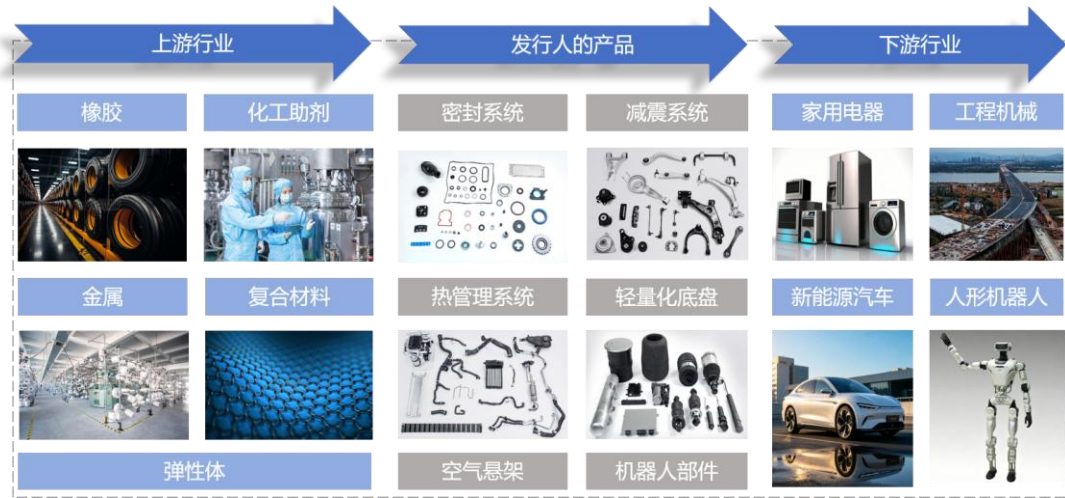 上游行业
发行人的产品
下游行业
橡胶
化工助剂
密封系统
减震系统
家用电器
工程机械
金属
复合材料
热管理系统
轻量化底盘
新能源汽车
人形机器人
弹性体
空气悬架
机器人部件